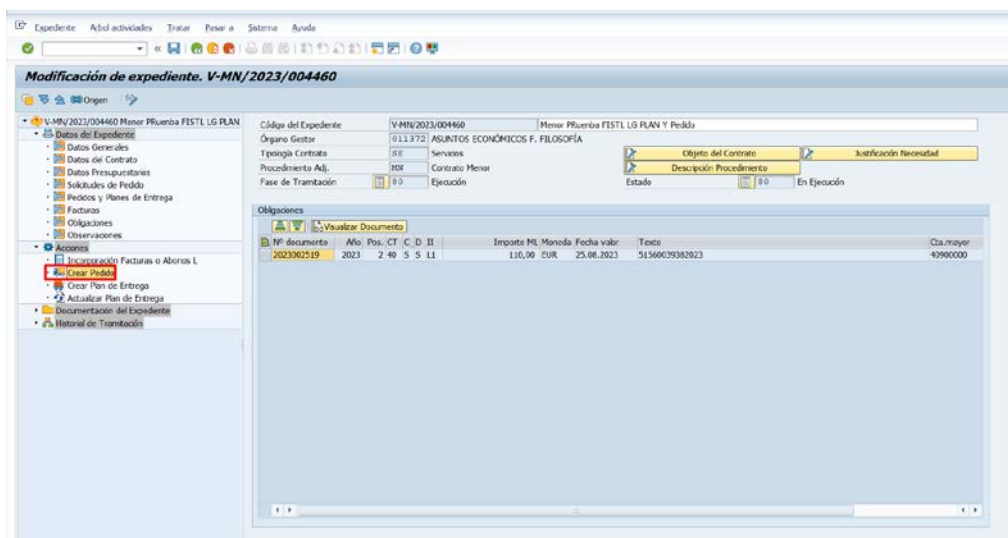 Expediente Arbol actividades Tratar Pasar a Sistema Ayuda
Modificación de expediente. V-MN/2023/004460
Origen
V-MN/2023/004460 Menor PRuenba FISTL LG PLAN
Datos del Expediente
Datos Generales
Datos del Contrato
Datos Presupuestarios
Solicitudes de Pedido
Pedidos y Planes de Entrega
Facturas
Obligaciones
Observaciones
Acciones
Incorporación Facturas o Abonos L
Crear Pedido
Crear Plan de Entrega
Actualizar Plan de Entrega
Documentación del Expediente
Historial de Tramitación
Código del Expediente V-MN/2023/004460 Menor PRuenba FISTL LG PLAN Y Pedido
Órgano Gestor 011372 ASUNTOS ECONÓMICOS F. FILOSOFÍA
Tipología Contrato SE Servicios Objeto del Contrato Justificación Necesidad
Procedimiento Adj. MN Contrato Menor Descripción Procedimiento
Fase de Tramitación 80 Ejecución Estado 80 En Ejecución
Obligaciones
Visualizar Documento
Nº documento Año Pos. CT C D II Importe ML Moneda Fecha valor Texto Cta.mayor
2023002519 2023 2 40 S S L1 110,00 EUR 25.08.2023 51560039382023 40900000